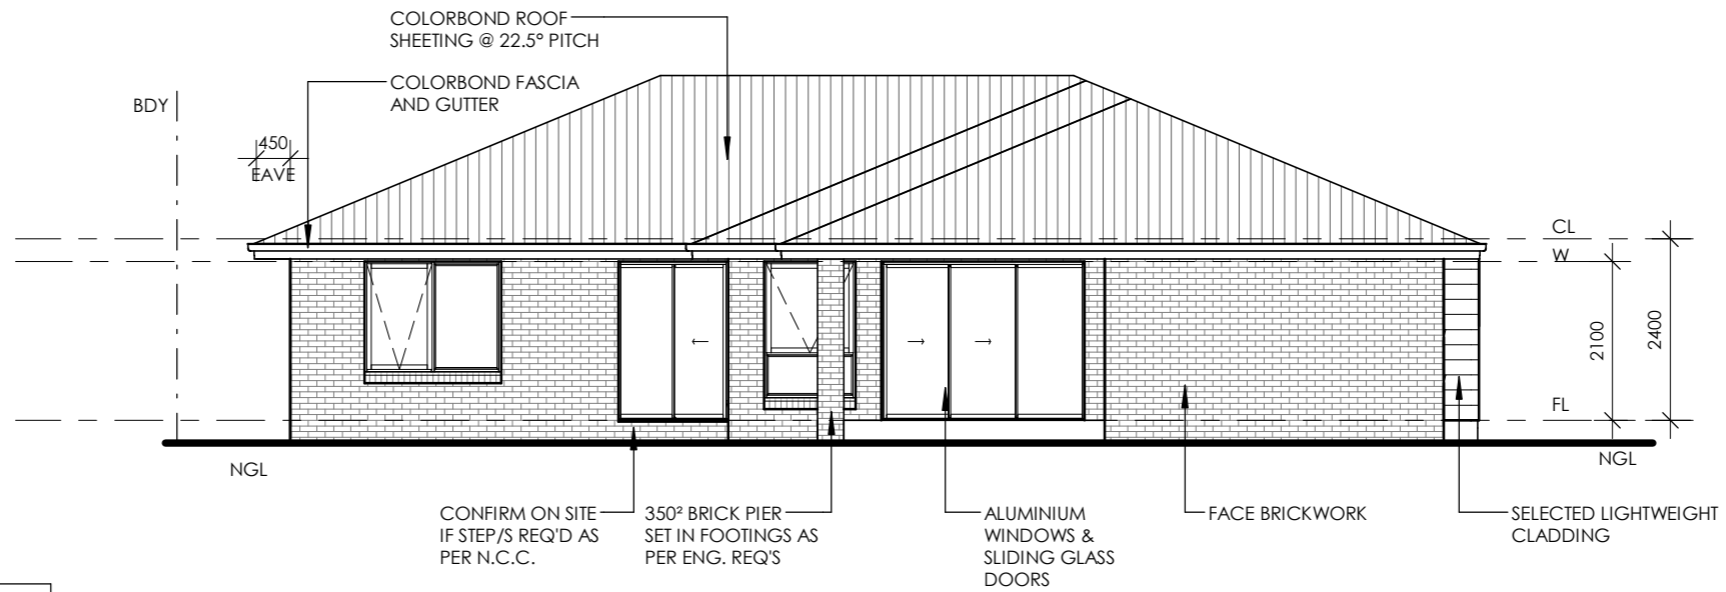 COLORBOND ROOF
SHEETING @ 22.5° PITCH
COLORBOND FASCIA
AND GUTTER
BDY
450
EAVE
CL
W
2100
2400
FL
NGL
NGL
CONFIRM ON SITE
IF STEP/S REQ'D AS
PER N.C.C.
350² BRICK PIER
SET IN FOOTINGS AS
PER ENG. REQ'S
ALUMINIUM
WINDOWS &
SLIDING GLASS
DOORS
FACE BRICKWORK
SELECTED LIGHTWEIGHT
CLADDING